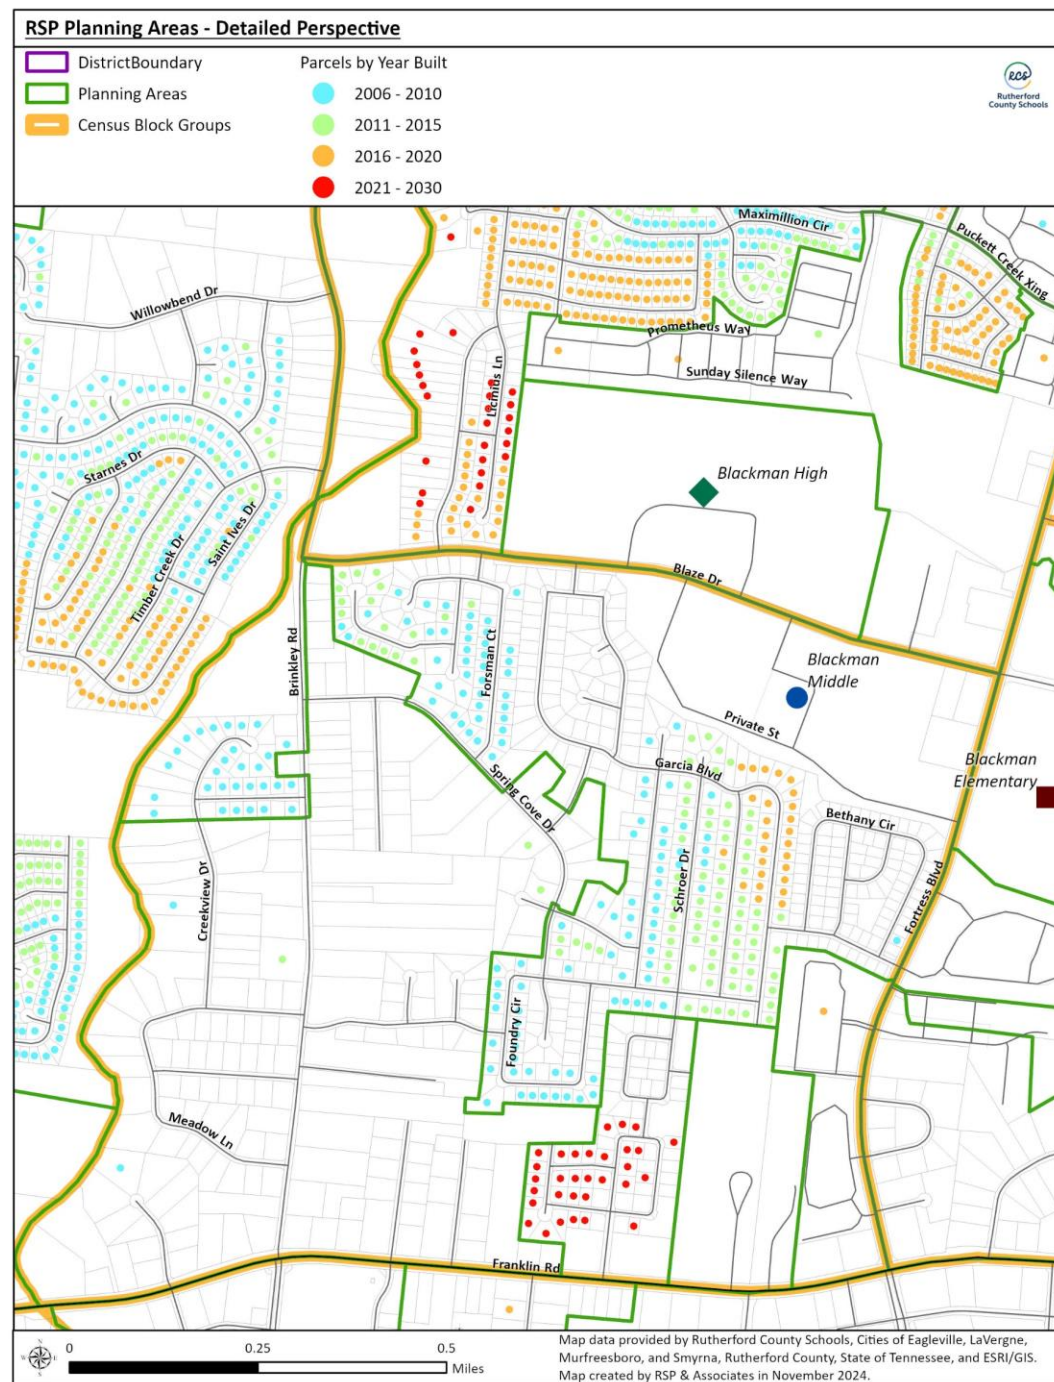 RSP Planning Areas - Detailed Perspective
DistrictBoundary
Planning Areas
Census Block Groups
Parcels by Year Built
2006 - 2010
2011 - 2015
2016 - 2020
2021 - 2030
RCS
Rutherford
County Schools
Maximillion Cir
Puckett Creek Xing
Willowbend Dr
Prometheus Way
Sunday Silence Way
Licinius Ln
Starnes Dr
Saint Ives Dr
Timber Creek Dr
Blackman High
Blaze Dr
Brinkley Rd
Forsman Ct
Blackman
Middle
Private St
Garcia Blvd
Blackman
Elementary
Spring Cove Dr
Bethany Cir
Schroer Dr
Creekview Dr
Fortress Blvd
Foundry Cir
Meadow Ln
Franklin Rd
N
W
E
S
0
0.25
0.5
Miles
Map data provided by Rutherford County Schools, Cities of Eagleville, LaVergne,
Murfreesboro, and Smyrna, Rutherford County, State of Tennessee, and ESRI/GIS.
Map created by RSP & Associates in November 2024.